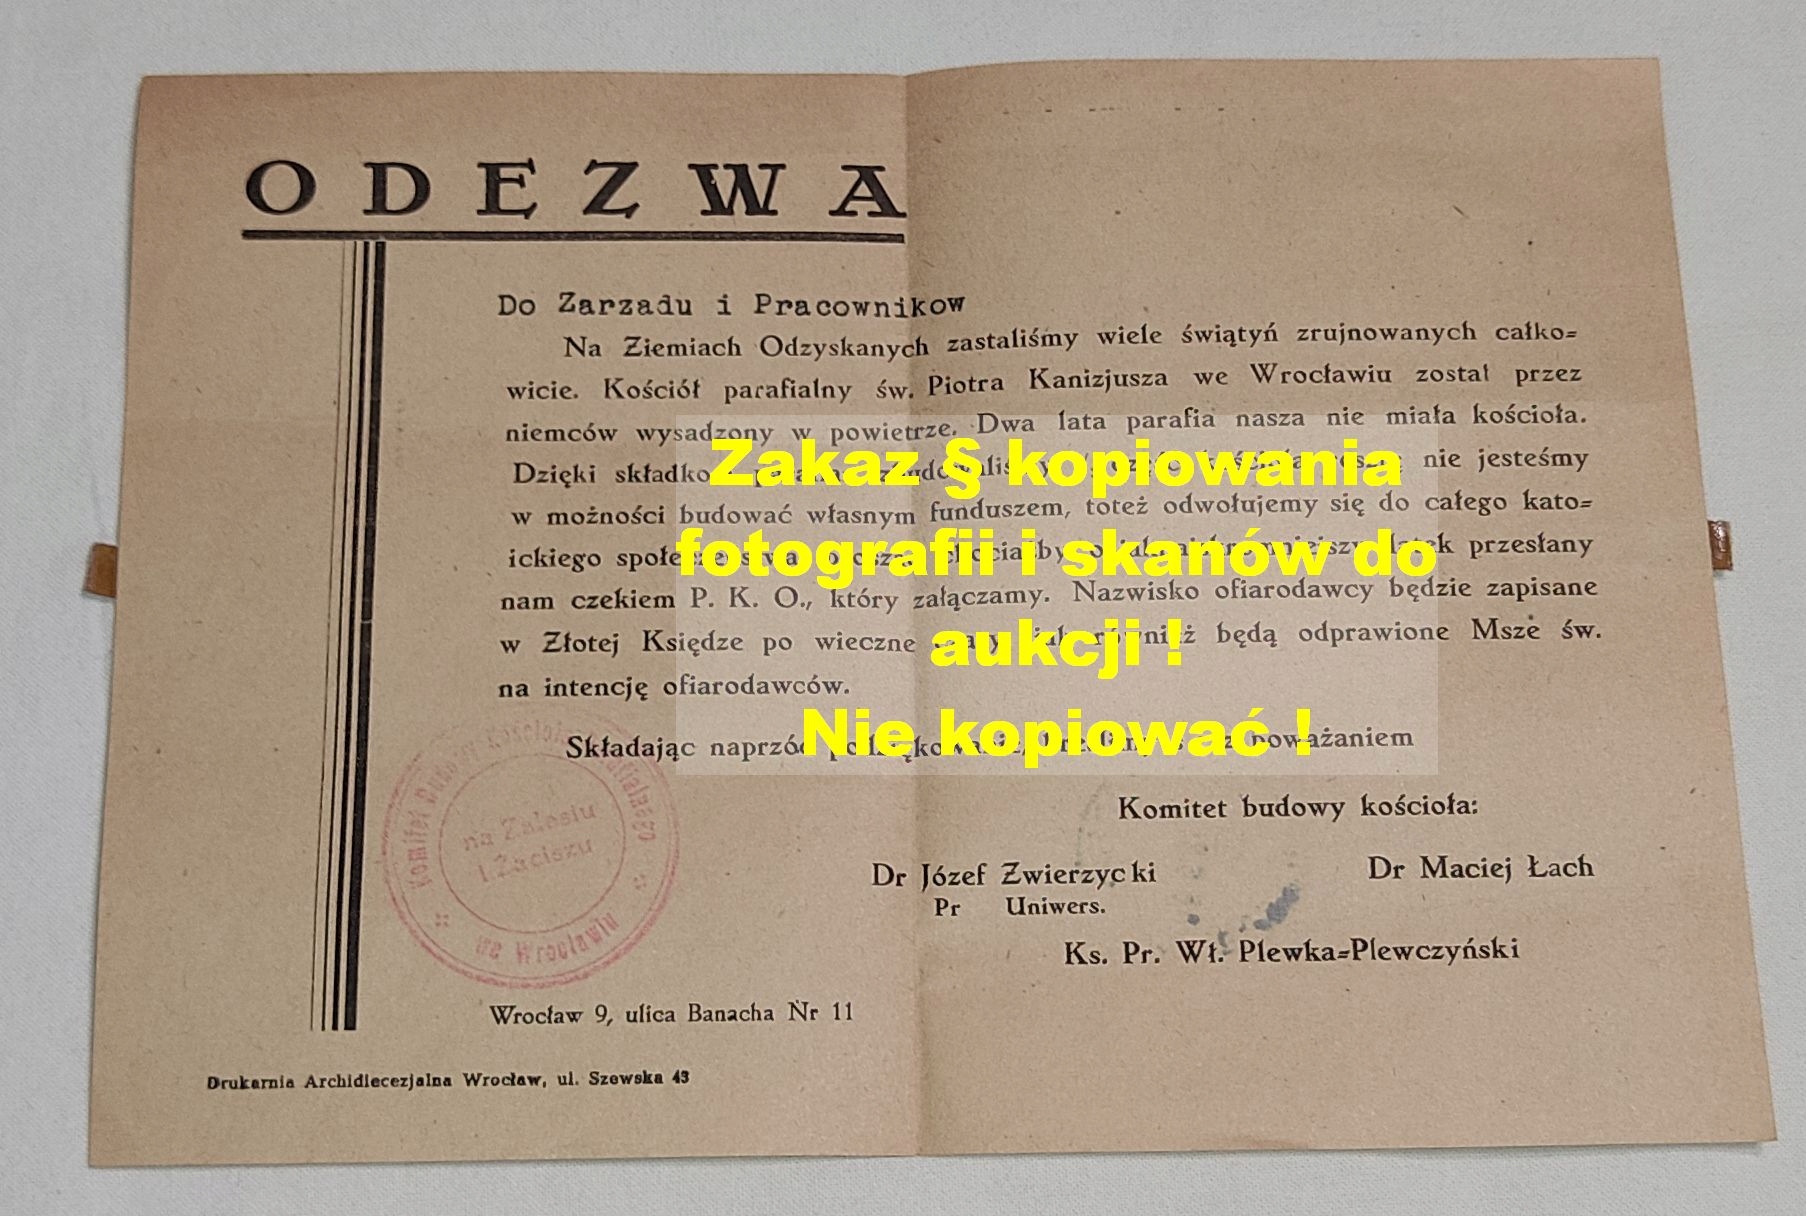 ODEZWA
Do Zarzadu i Pracownikow
Na Ziemiach Odzyskanych zastaliśmy wiele świątyń zrujnowanych całko=
wicie. Kościół parafialny św. Piotra Kanizjusza we Wrocławiu został przez
niemców wysadzony w powietrze. Dwa lata parafia nasza nie miała kościoła.
Dzięki nie jesteśmy
w możności budować własnym funduszem, toteż odwołujemy się do całego kato=
ickiego przesłany
nam czekiem P. K. O., który załączamy. Nazwisko ofiarodawcy będzie zapisane
w Złotej Księdze po wieczne będą odprawione Msze św.
na intencję ofiarodawców.
Składając naprzód poważaniem
Komitet budowy kościoła:
Dr Józef Zwierzycki Dr Maciej Łach
Pr Uniwers.
Ks. Pr. Wł. Plewka=Plewczyński
Wrocław 9, ulica Banacha Nr 11
Drukarnia Archidiecezjalna Wrocław, ul. Szewska 43
Komitet Budowy Kościoła
na Zalesiu
i Zaciszu
we Wrocławiu
Zakaz § kopiowania
fotografii i skanów do
aukcji !
Nie kopiować !